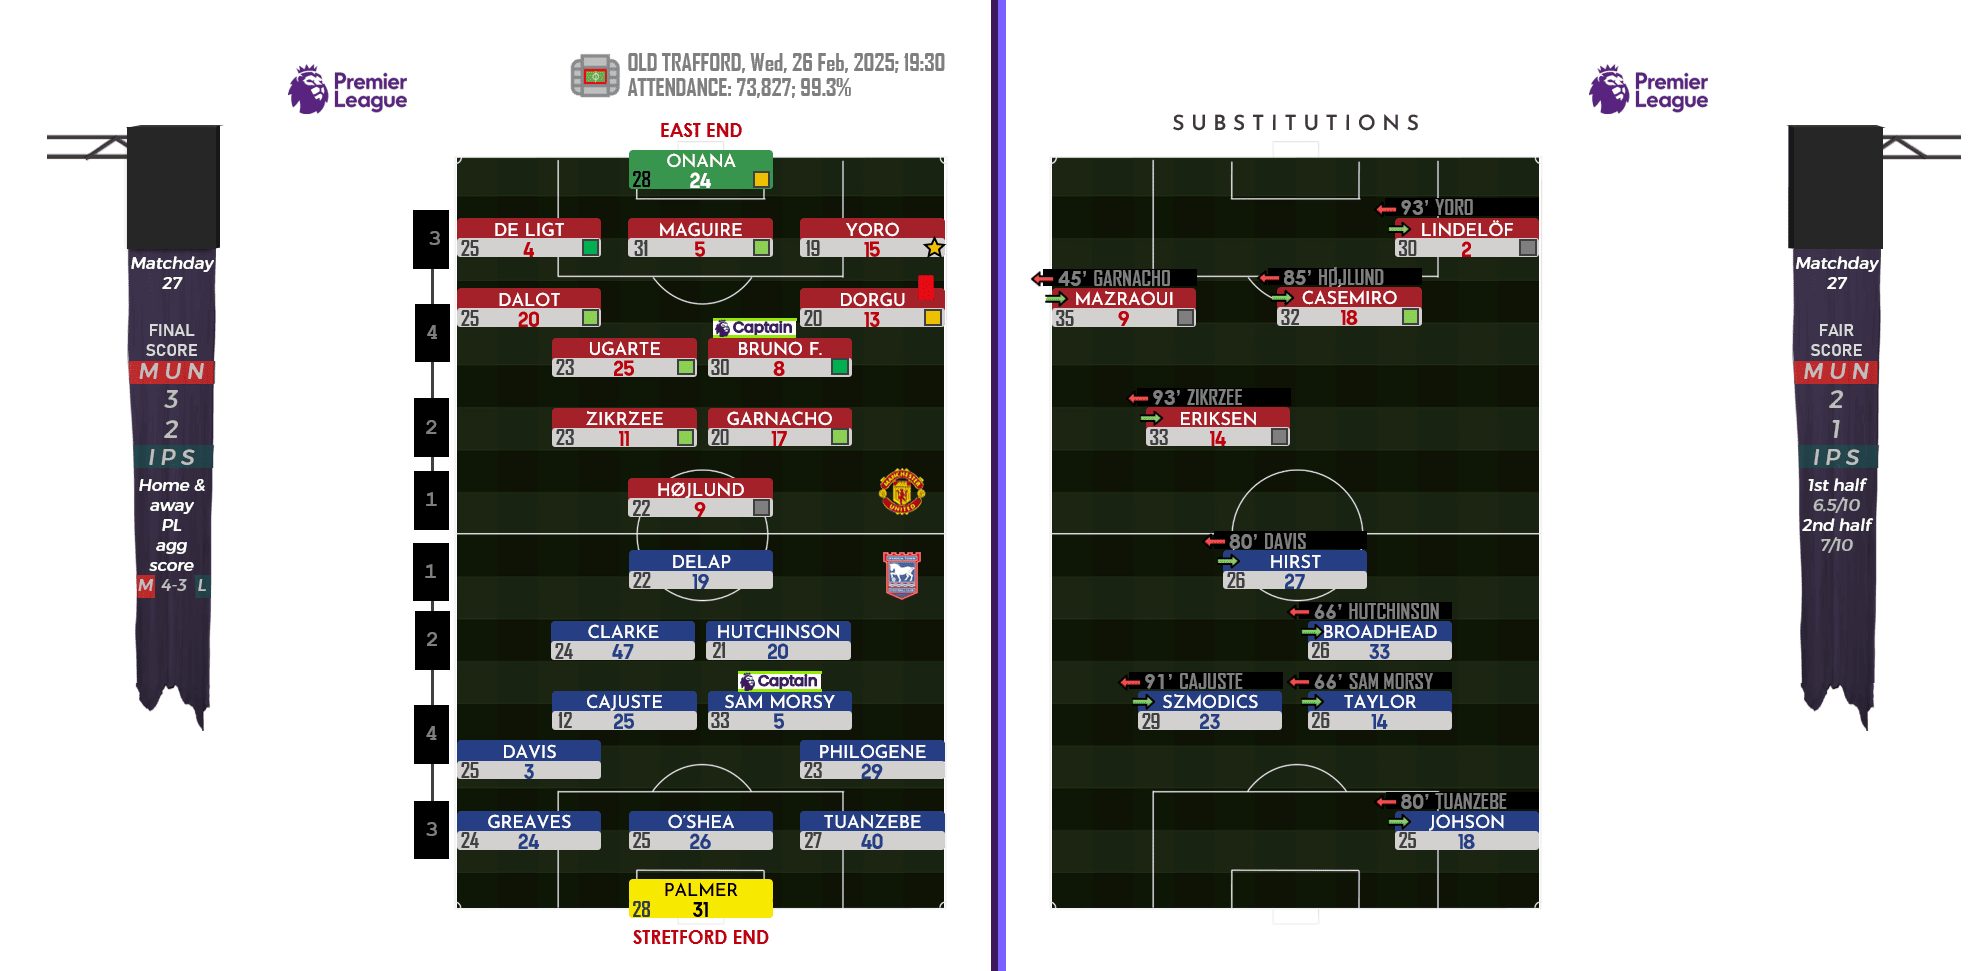 Premier
League
OLD TRAFFORD, Wed, 26 Feb, 2025; 19:30
ATTENDANCE: 73,827; 99.3%
EAST END
ONANA
28 24
3
DE LIGT
25 4
MAGUIRE
31 5
YORO
19 15
4
DALOT
25 20
DORGU
20 13
Captain
UGARTE
23 25
BRUNO F.
30 8
2
ZIKRZEE
23 11
GARNACHO
20 17
1
HØJLUND
22 9
MANCHESTER
UNITED
1
DELAP
22 19
2
CLARKE
24 47
HUTCHINSON
21 20
Captain
4
CAJUSTE
12 25
SAM MORSY
33 5
DAVIS
25 3
PHILOGENE
23 29
3
GREAVES
24 24
O'SHEA
25 26
TUANZEBE
27 40
PALMER
28 31
STRETFORD END
Matchday
27
FINAL
SCORE
MUN
3
2
IPS
Home &
away
PL
agg
score
M 4-3 L
Premier
League
SUBSTITUTIONS
93' YORO
LINDELÖF
30 2
45' GARNACHO
MAZRAOUI
35 9
85' HØJLUND
CASEMIRO
32 18
93' ZIKRZEE
ERIKSEN
33 14
80' DAVIS
HIRST
26 27
66' HUTCHINSON
BROADHEAD
26 33
91' CAJUSTE
SZMODICS
29 23
66' SAM MORSY
TAYLOR
26 14
80' TUANZEBE
JOHSON
25 18
Matchday
27
FAIR
SCORE
MUN
2
1
IPS
1st half
6.5/10
2nd half
7/10